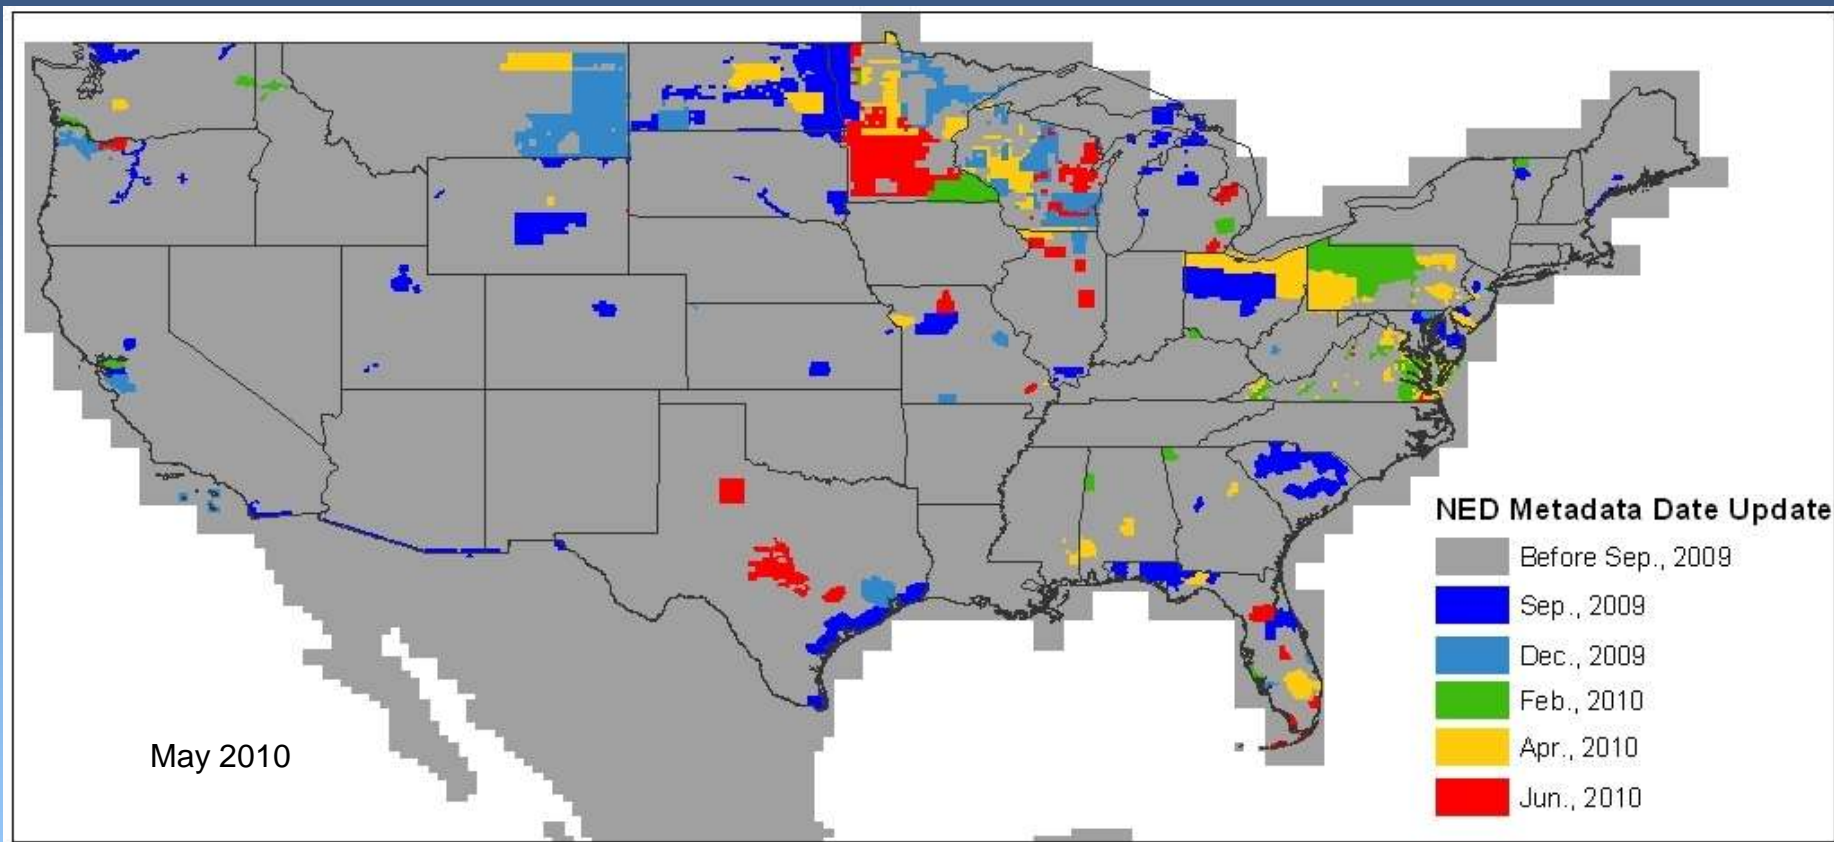 NED Metadata Date Update
Before Sep., 2009
Sep., 2009
Dec., 2009
Feb., 2010
Apr., 2010
Jun., 2010
May 2010